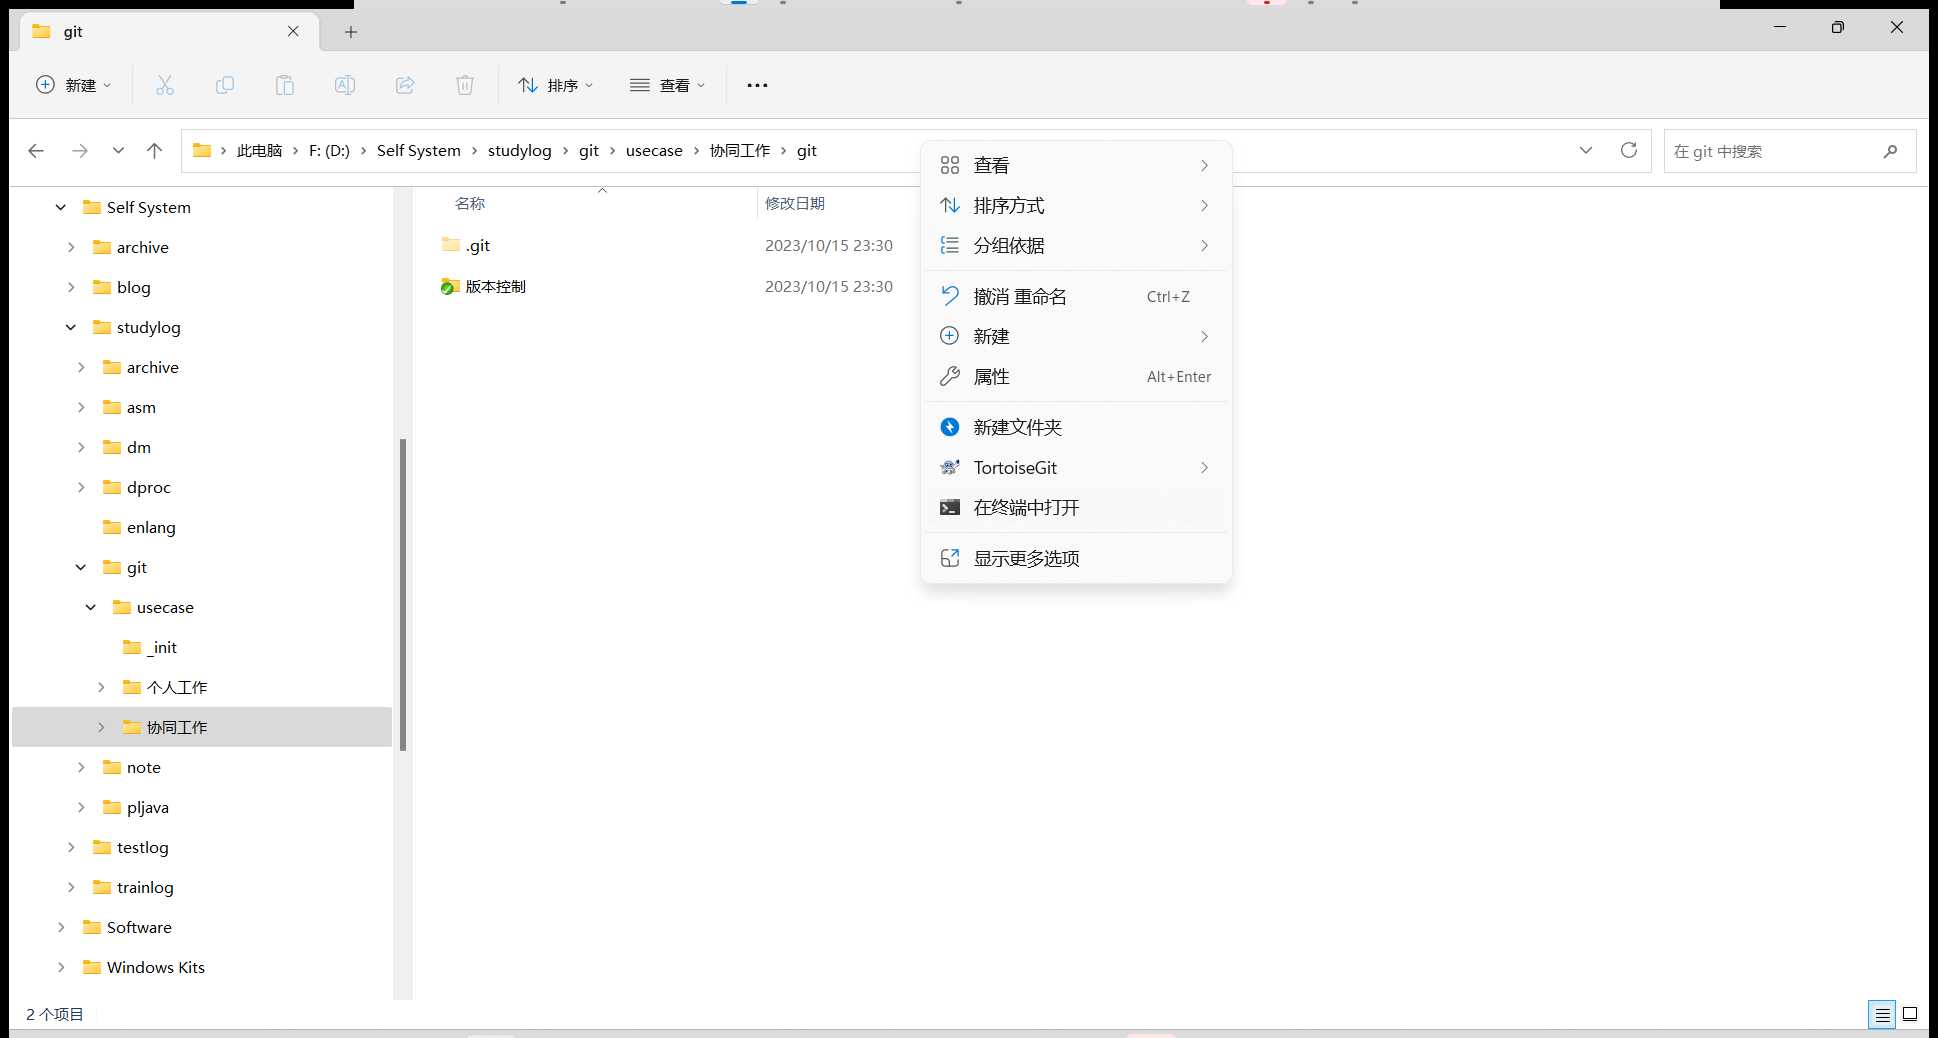 git
新建
排序
查看
此电脑 F: (D:) Self System studylog git usecase 协同工作 git
在 git 中搜索
Self System
archive
blog
studylog
archive
asm
dm
dproc
enlang
git
usecase
_init
个人工作
协同工作
note
pljava
testlog
trainlog
Software
Windows Kits
名称 修改日期
.git 2023/10/15 23:30
版本控制 2023/10/15 23:30
查看
排序方式
分组依据
撤消 重命名 Ctrl+Z
新建
属性 Alt+Enter
新建文件夹
TortoiseGit
在终端中打开
显示更多选项
2 个项目